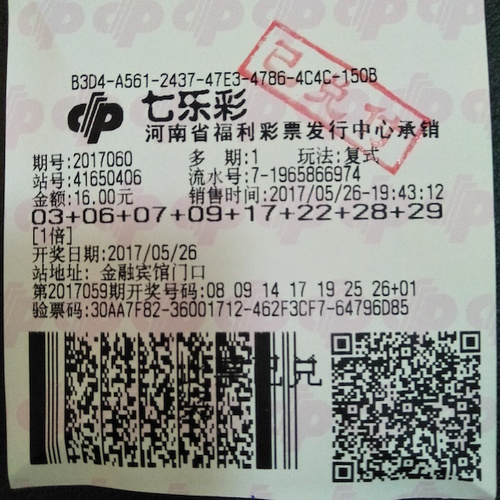 已兑付
B3D4-A561-2437-47E3-4786-4C4C-150B
七乐彩
河南省福利彩票发行中心承销
期号:2017060 多 期:1 玩法:复式
站号:41650406 流水号:7-1965866974
金额:16.00元 销售时间:2017/05/26-19:43:12
03+06+07+09+17+22+28+29
[1倍]
开奖日期:2017/05/26
站地址: 金融宾馆门口
第2017059期开奖号码:08 09 14 17 19 25 26+01
验票码:30AA7F82-36001712-462F3CF7-64796D85
已兑